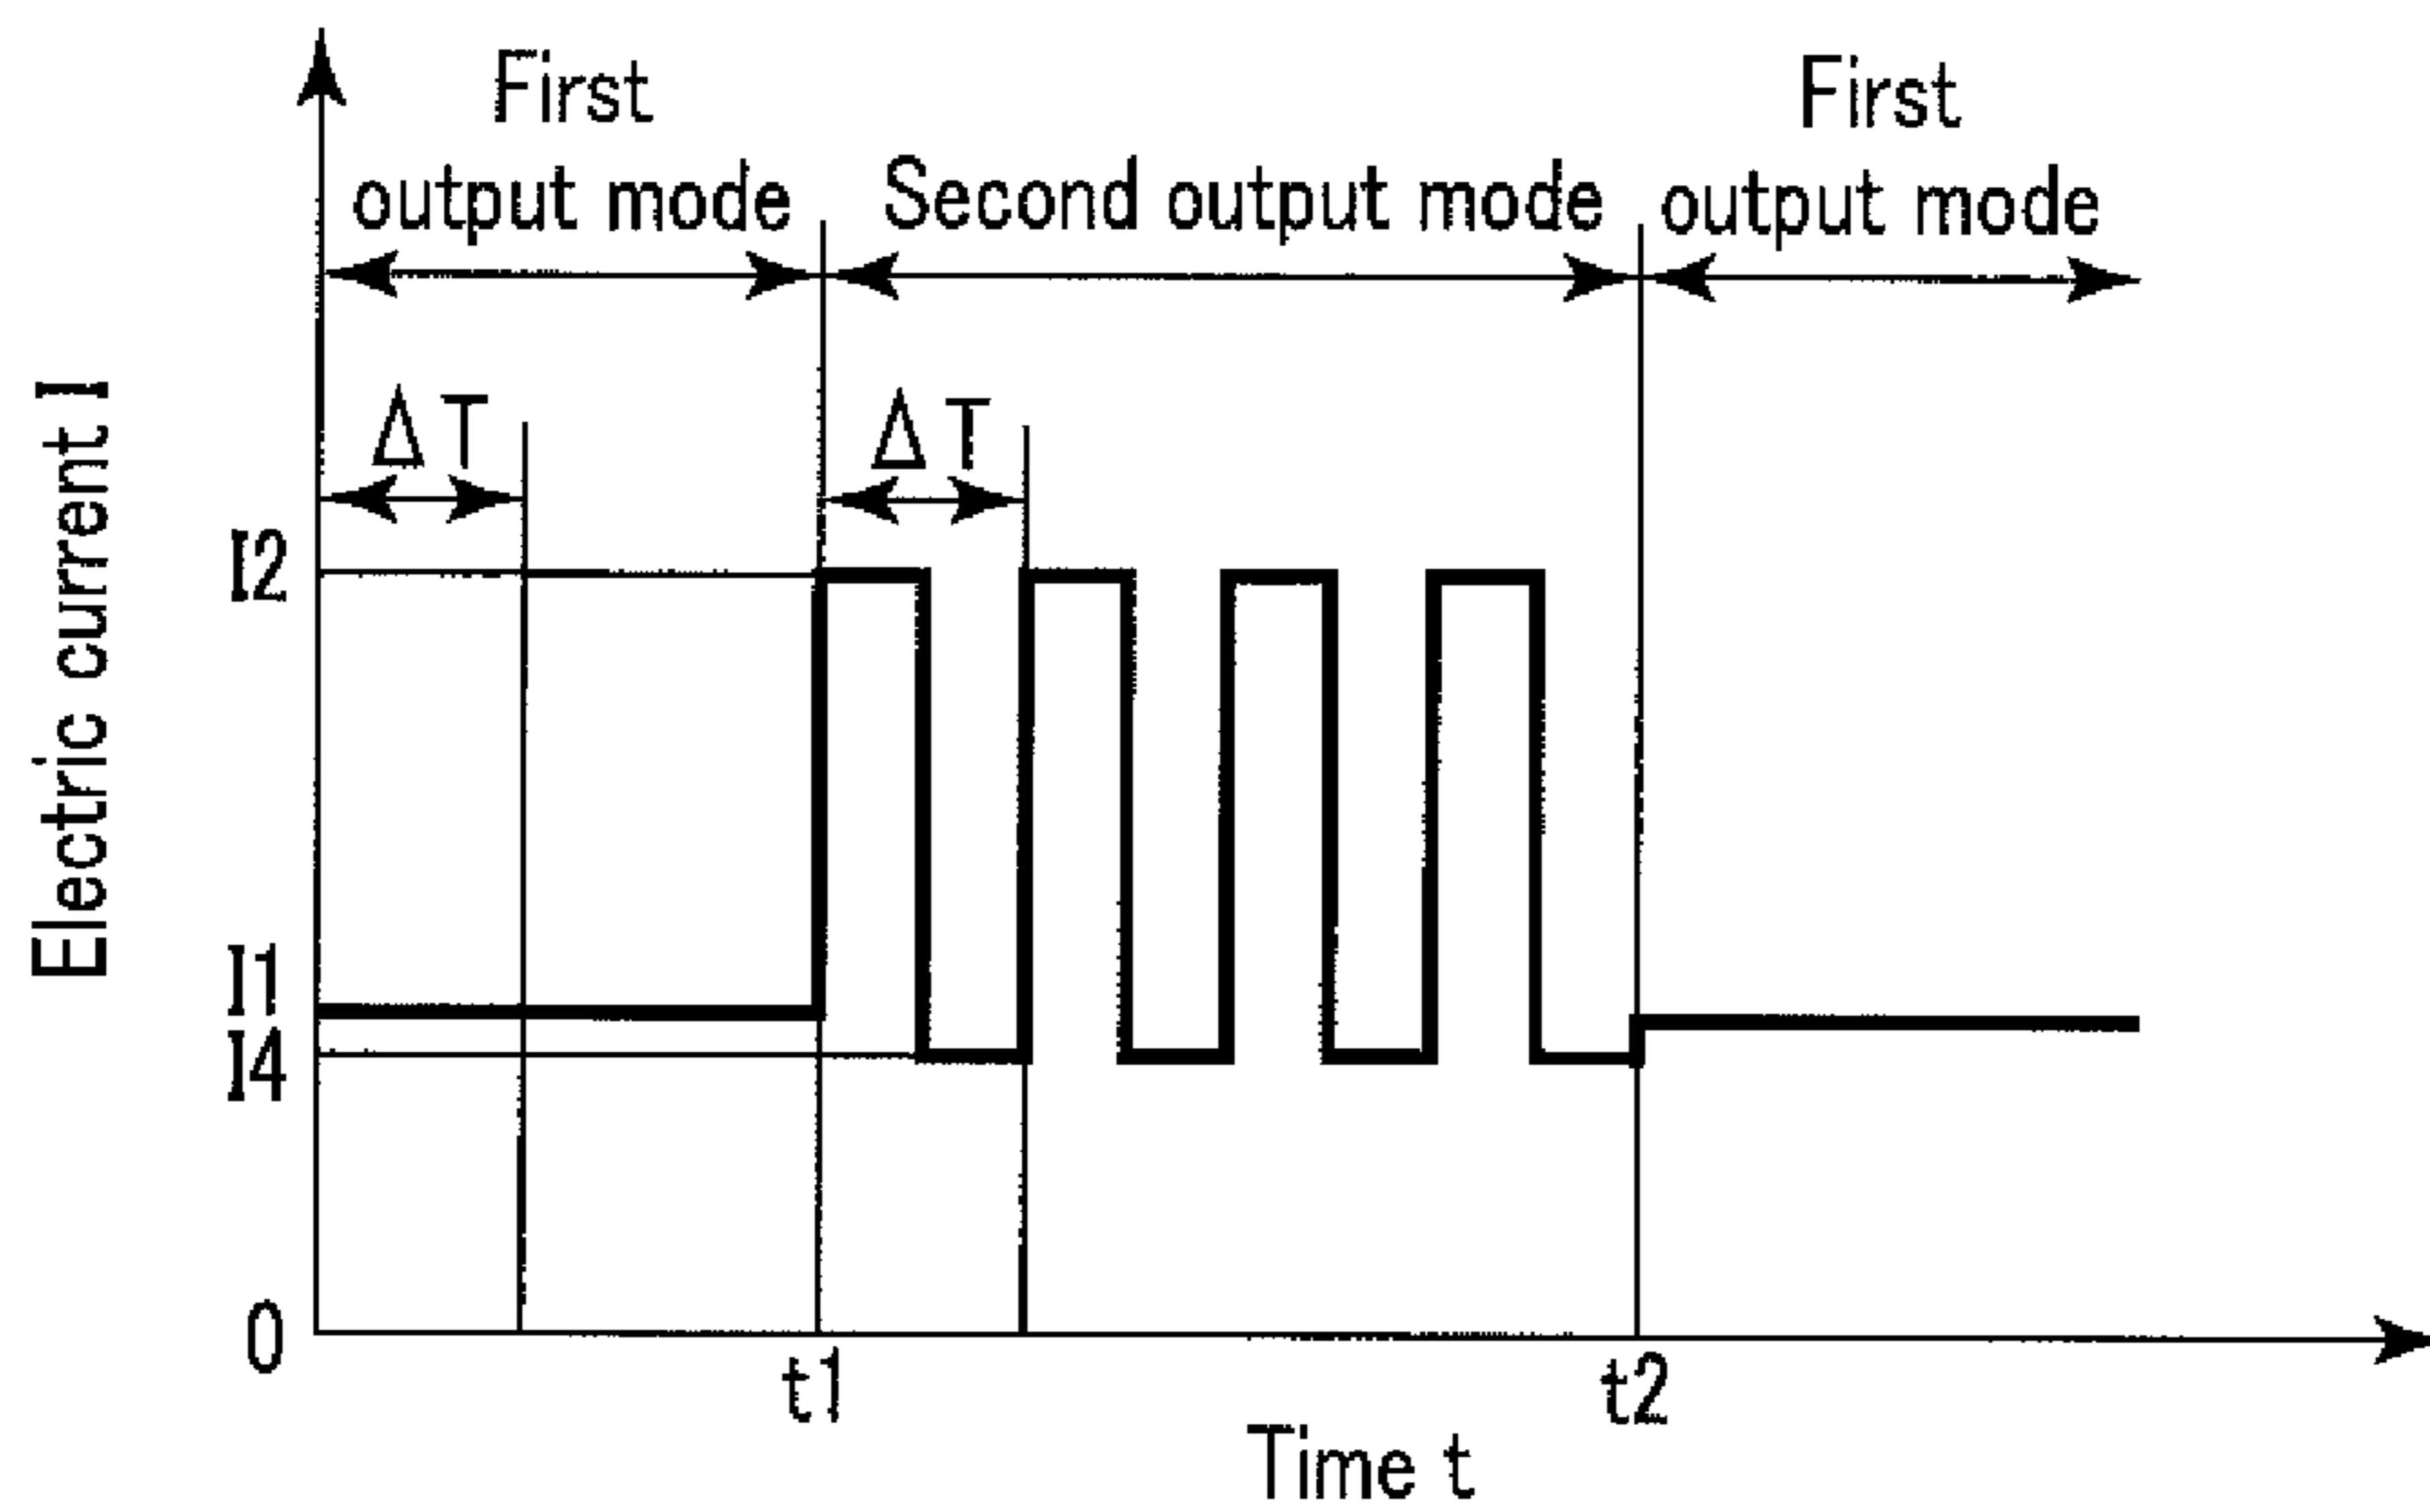 First
output mode
Second output mode
First
output mode
ΔT
ΔT
Electric current I
I2
I1
I4
0
t1
t2
Time t